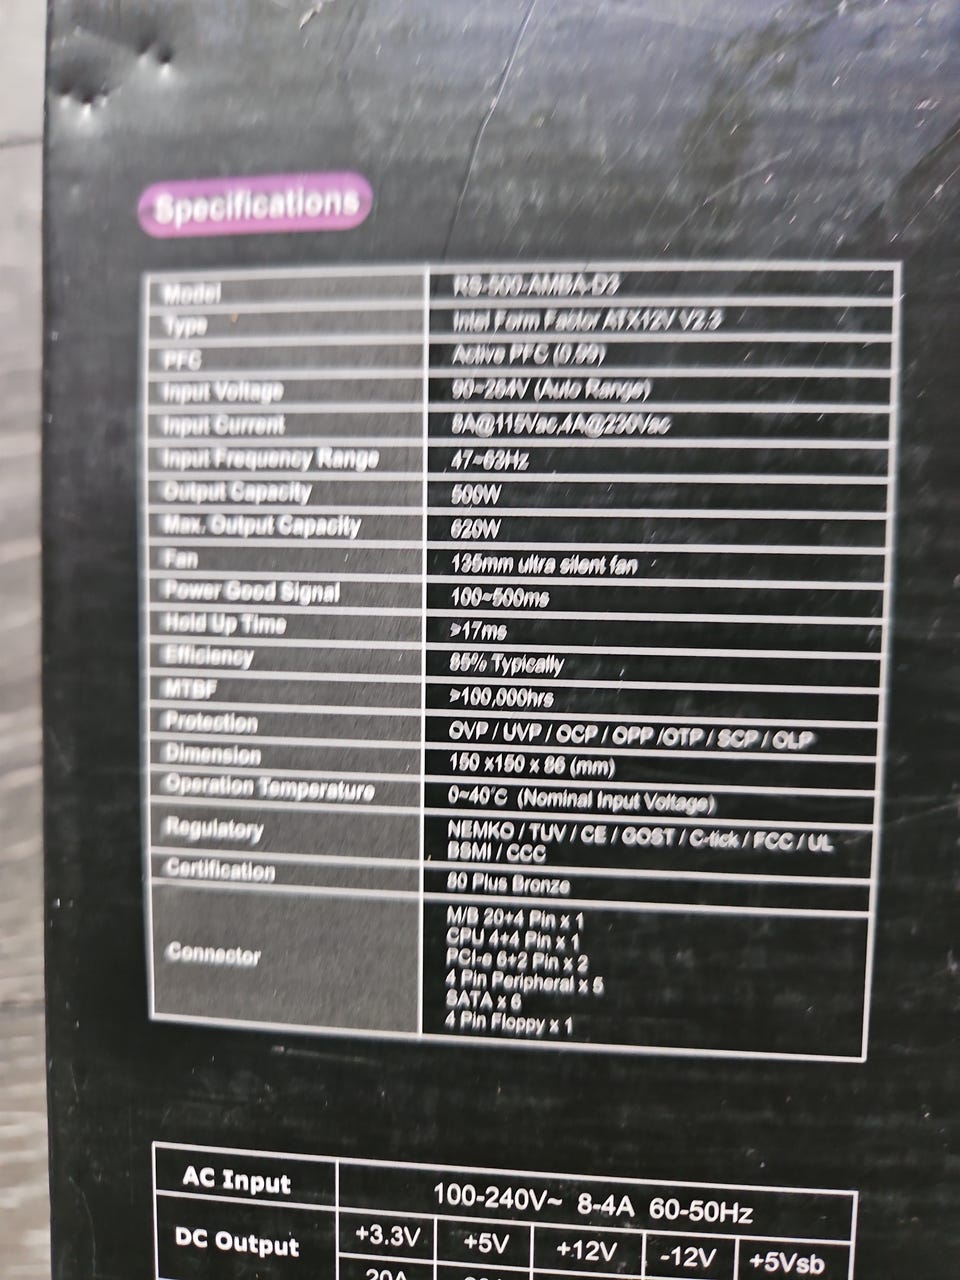 Specifications
Model RS-500-AMBA-D3
Type Intel Form Factor ATX12V V2.3
PFC Active PFC (0.99)
Input Voltage 90~264V (Auto Range)
Input Current 8A@115Vac,4A@230Vac
Input Frequency Range 47~63Hz
Output Capacity 500W
Max. Output Capacity 620W
Fan 135mm ultra silent fan
Power Good Signal 100~500ms
Hold Up Time >17ms
Efficiency 85% Typically
MTBF >100,000hrs
Protection OVP / UVP / OCP / OPP /OTP / SCP / OLP
Dimension 150 x150 x 86 (mm)
Operation Temperature 0~40°C (Nominal Input Voltage)
Regulatory NEMKO / TUV / CE / GOST / C-tick / FCC / UL
BSMI / CCC
Certification 80 Plus Bronze
Connector M/B 20+4 Pin x 1
CPU 4+4 Pin x 1
PCI-e 6+2 Pin x 2
4 Pin Peripheral x 5
SATA x 6
4 Pin Floppy x 1
AC Input 100-240V~ 8-4A 60-50Hz
DC Output +3.3V +5V +12V -12V +5Vsb
20A